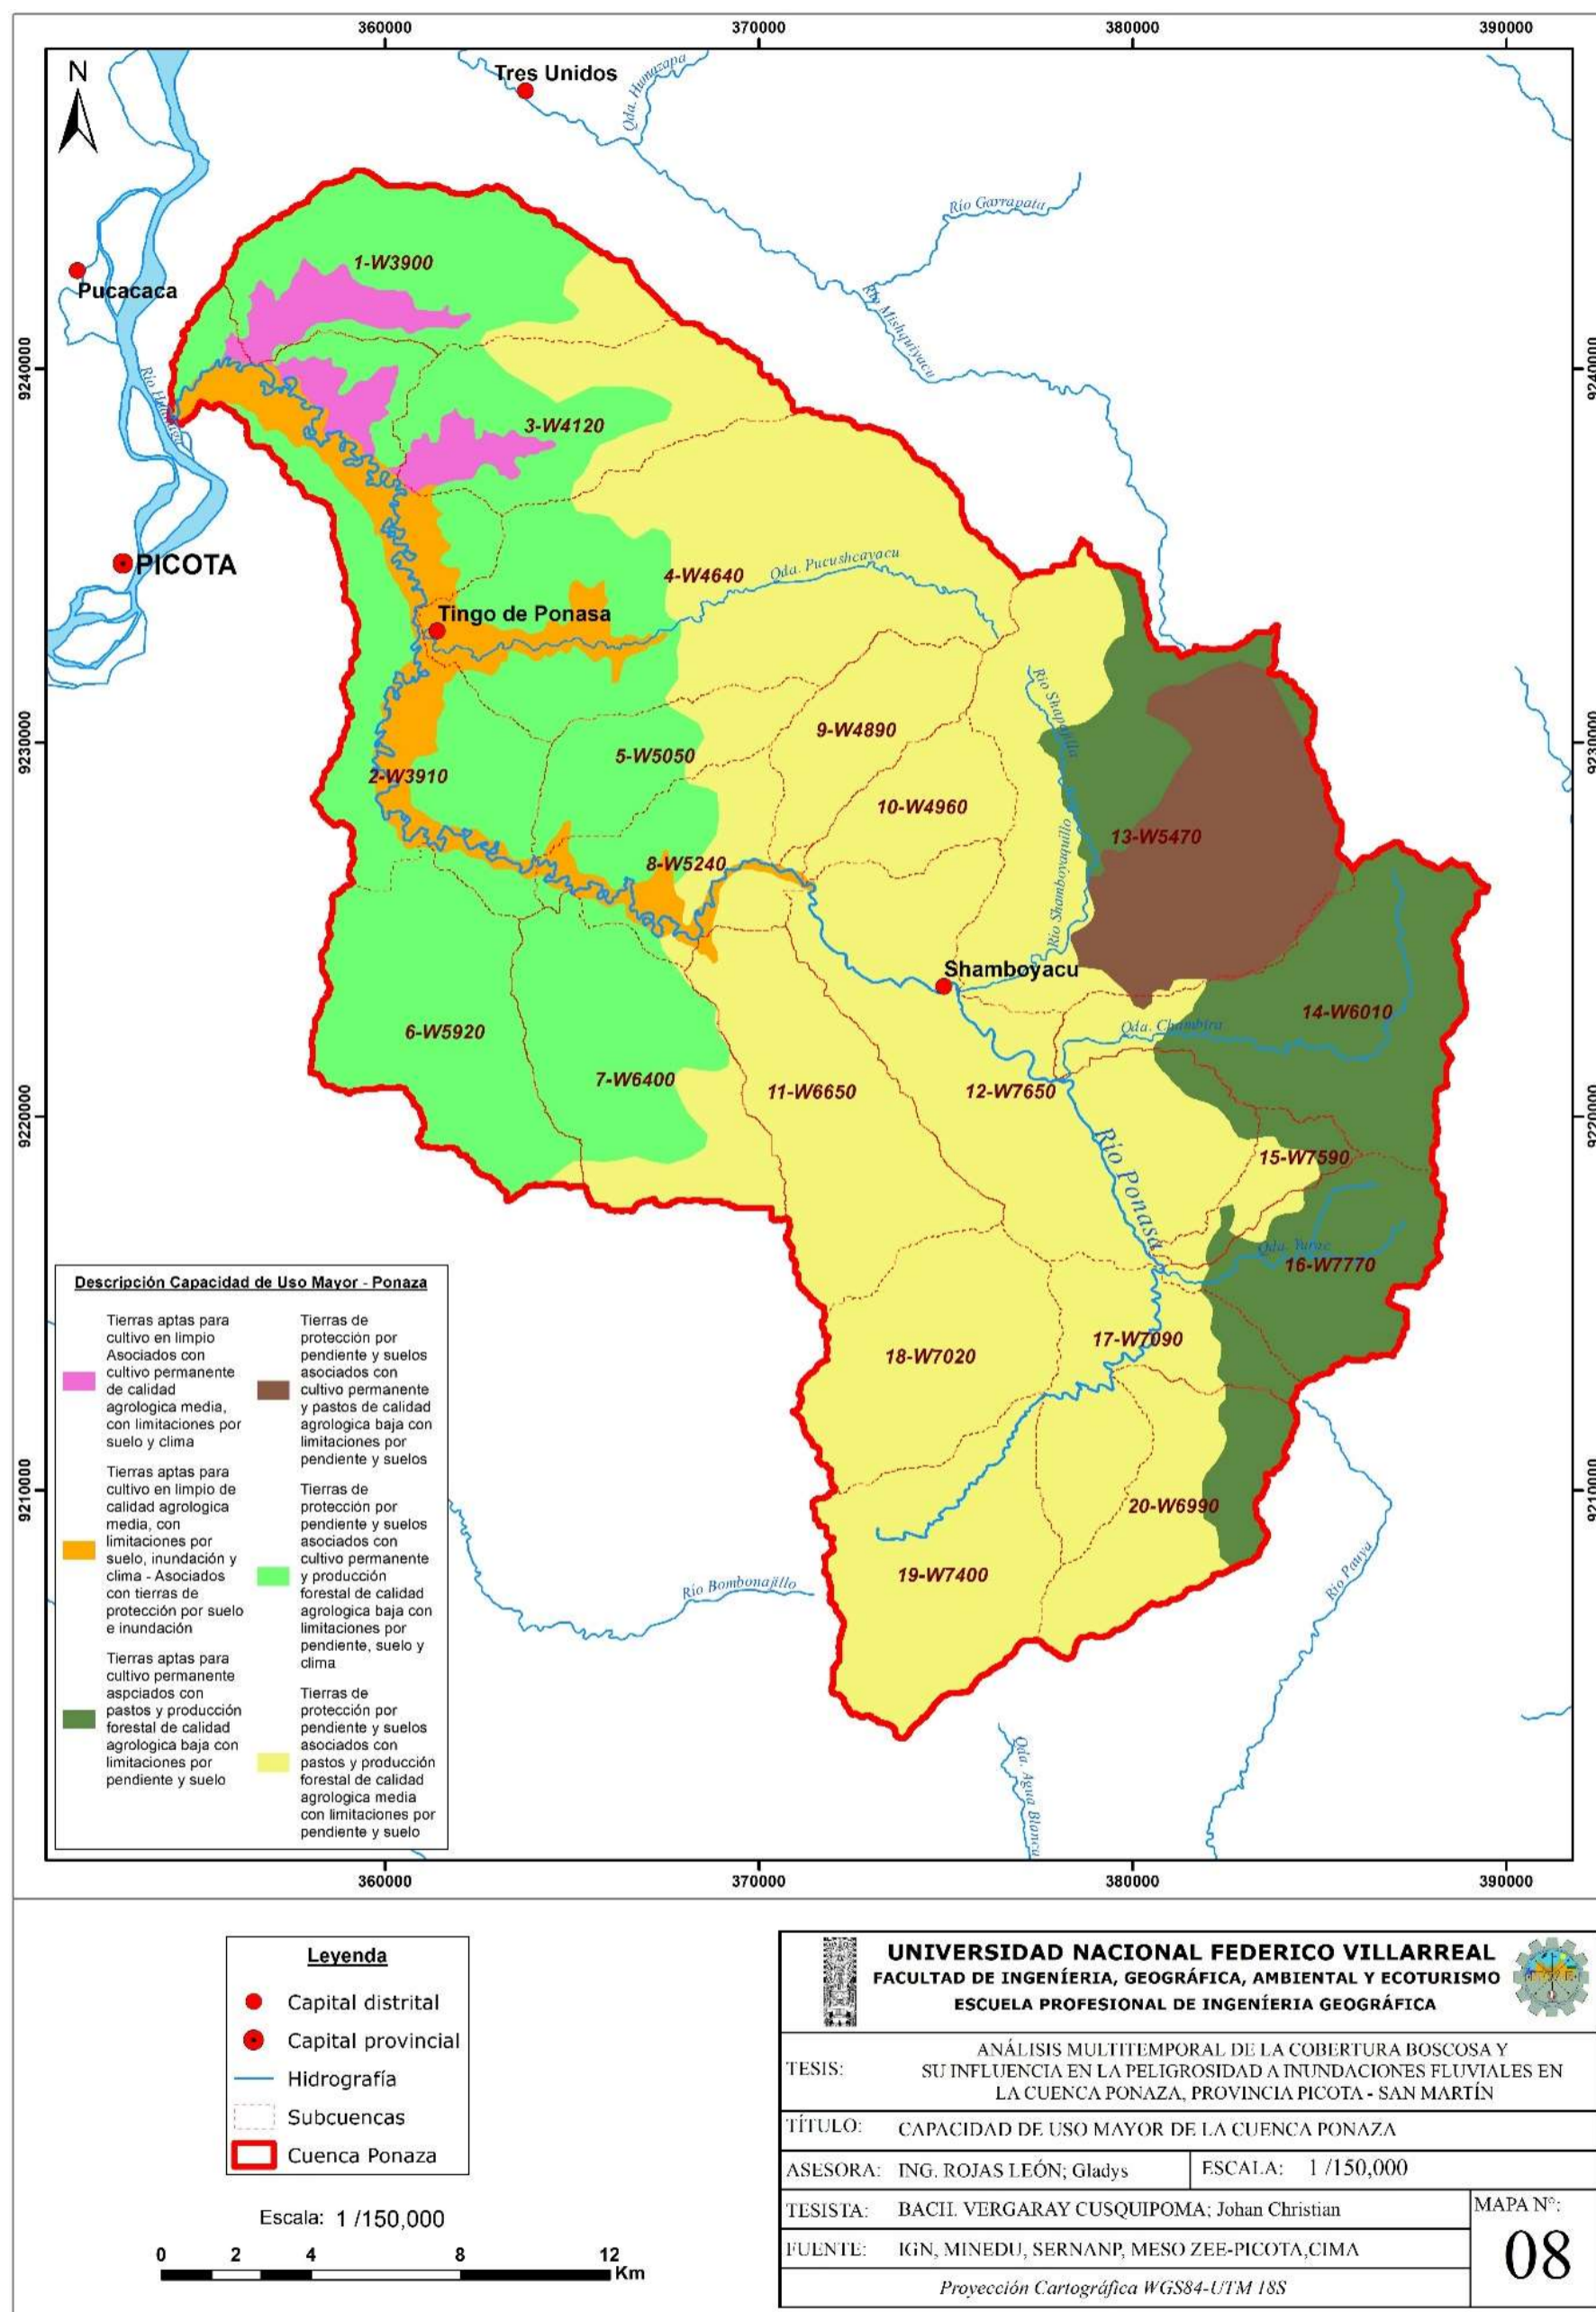 360000
370000
380000
390000
N
Tres Unidos
Qda. Humazapa
Río Garrapata
1-W3900
Pucacaca
Río Mishquiyacu
9240000
9240000
3-W4120
PICOTA
4-W4640
Qda. Pucushcayacu
Tingo de Ponasa
9230000
9230000
9-W4890
5-W5050
2-W3910
10-W4960
13-W5470
8-W5240
Río Shamboyaquillo
Shamboyacu
6-W5920
14-W6010
Qda. Chambira
7-W6400
11-W6650
12-W7650
9220000
9220000
Río Ponasa
15-W7590
Qda. Yurac
16-W7770
17-W7090
18-W7020
9210000
9210000
20-W6990
19-W7400
Río Bombonajillo
Río Pauya
Qda. Agua Blanca
Descripción Capacidad de Uso Mayor - Ponaza
Tierras aptas para
cultivo en limpio
Asociados con
cultivo permanente
de calidad
agrologica media,
con limitaciones por
suelo y clima
Tierras aptas para
cultivo en limpio de
calidad agrologica
media, con
limitaciones por
suelo, inundación y
clima - Asociados
con tierras de
protección por suelo
e inundación
Tierras aptas para
cultivo permanente
aspciados con
pastos y producción
forestal de calidad
agrologica baja con
limitaciones por
pendiente y suelo
Tierras de
protección por
pendiente y suelos
asociados con
cultivo permanente
y pastos de calidad
agrologica baja con
limitaciones por
pendiente y suelos
Tierras de
protección por
pendiente y suelos
asociados con
cultivo permanente
y producción
forestal de calidad
agrologica baja con
limitaciones por
pendiente, suelo y
clima
Tierras de
protección por
pendiente y suelos
asociados con
pastos y producción
forestal de calidad
agrologica media
con limitaciones por
pendiente y suelo
360000
370000
380000
390000
Leyenda
Capital distrital
Capital provincial
Hidrografía
Subcuencas
Cuenca Ponaza
Escala: 1 /150,000
0 2 4 8 12
Km
UNIVERSIDAD NACIONAL FEDERICO VILLARREAL
FACULTAD DE INGENÍERIA, GEOGRÁFICA, AMBIENTAL Y ECOTURISMO
ESCUELA PROFESIONAL DE INGENÍERIA GEOGRÁFICA
TESIS:
ANÁLISIS MULTITEMPORAL DE LA COBERTURA BOSCOSA Y
SU INFLUENCIA EN LA PELIGROSIDAD A INUNDACIONES FLUVIALES EN
LA CUENCA PONAZA, PROVINCIA PICOTA - SAN MARTÍN
TÍTULO: CAPACIDAD DE USO MAYOR DE LA CUENCA PONAZA
ASESORA: ING. ROJAS LEÓN; Gladys
ESCALA: 1 /150,000
TESISTA: BACH. VERGARAY CUSQUIPOMA; Johan Christian
FUENTE: IGN, MINEDU, SERNANP, MESO ZEE-PICOTA,CIMA
Proyección Cartográfica WGS84-UTM 18S
MAPA Nº:
08